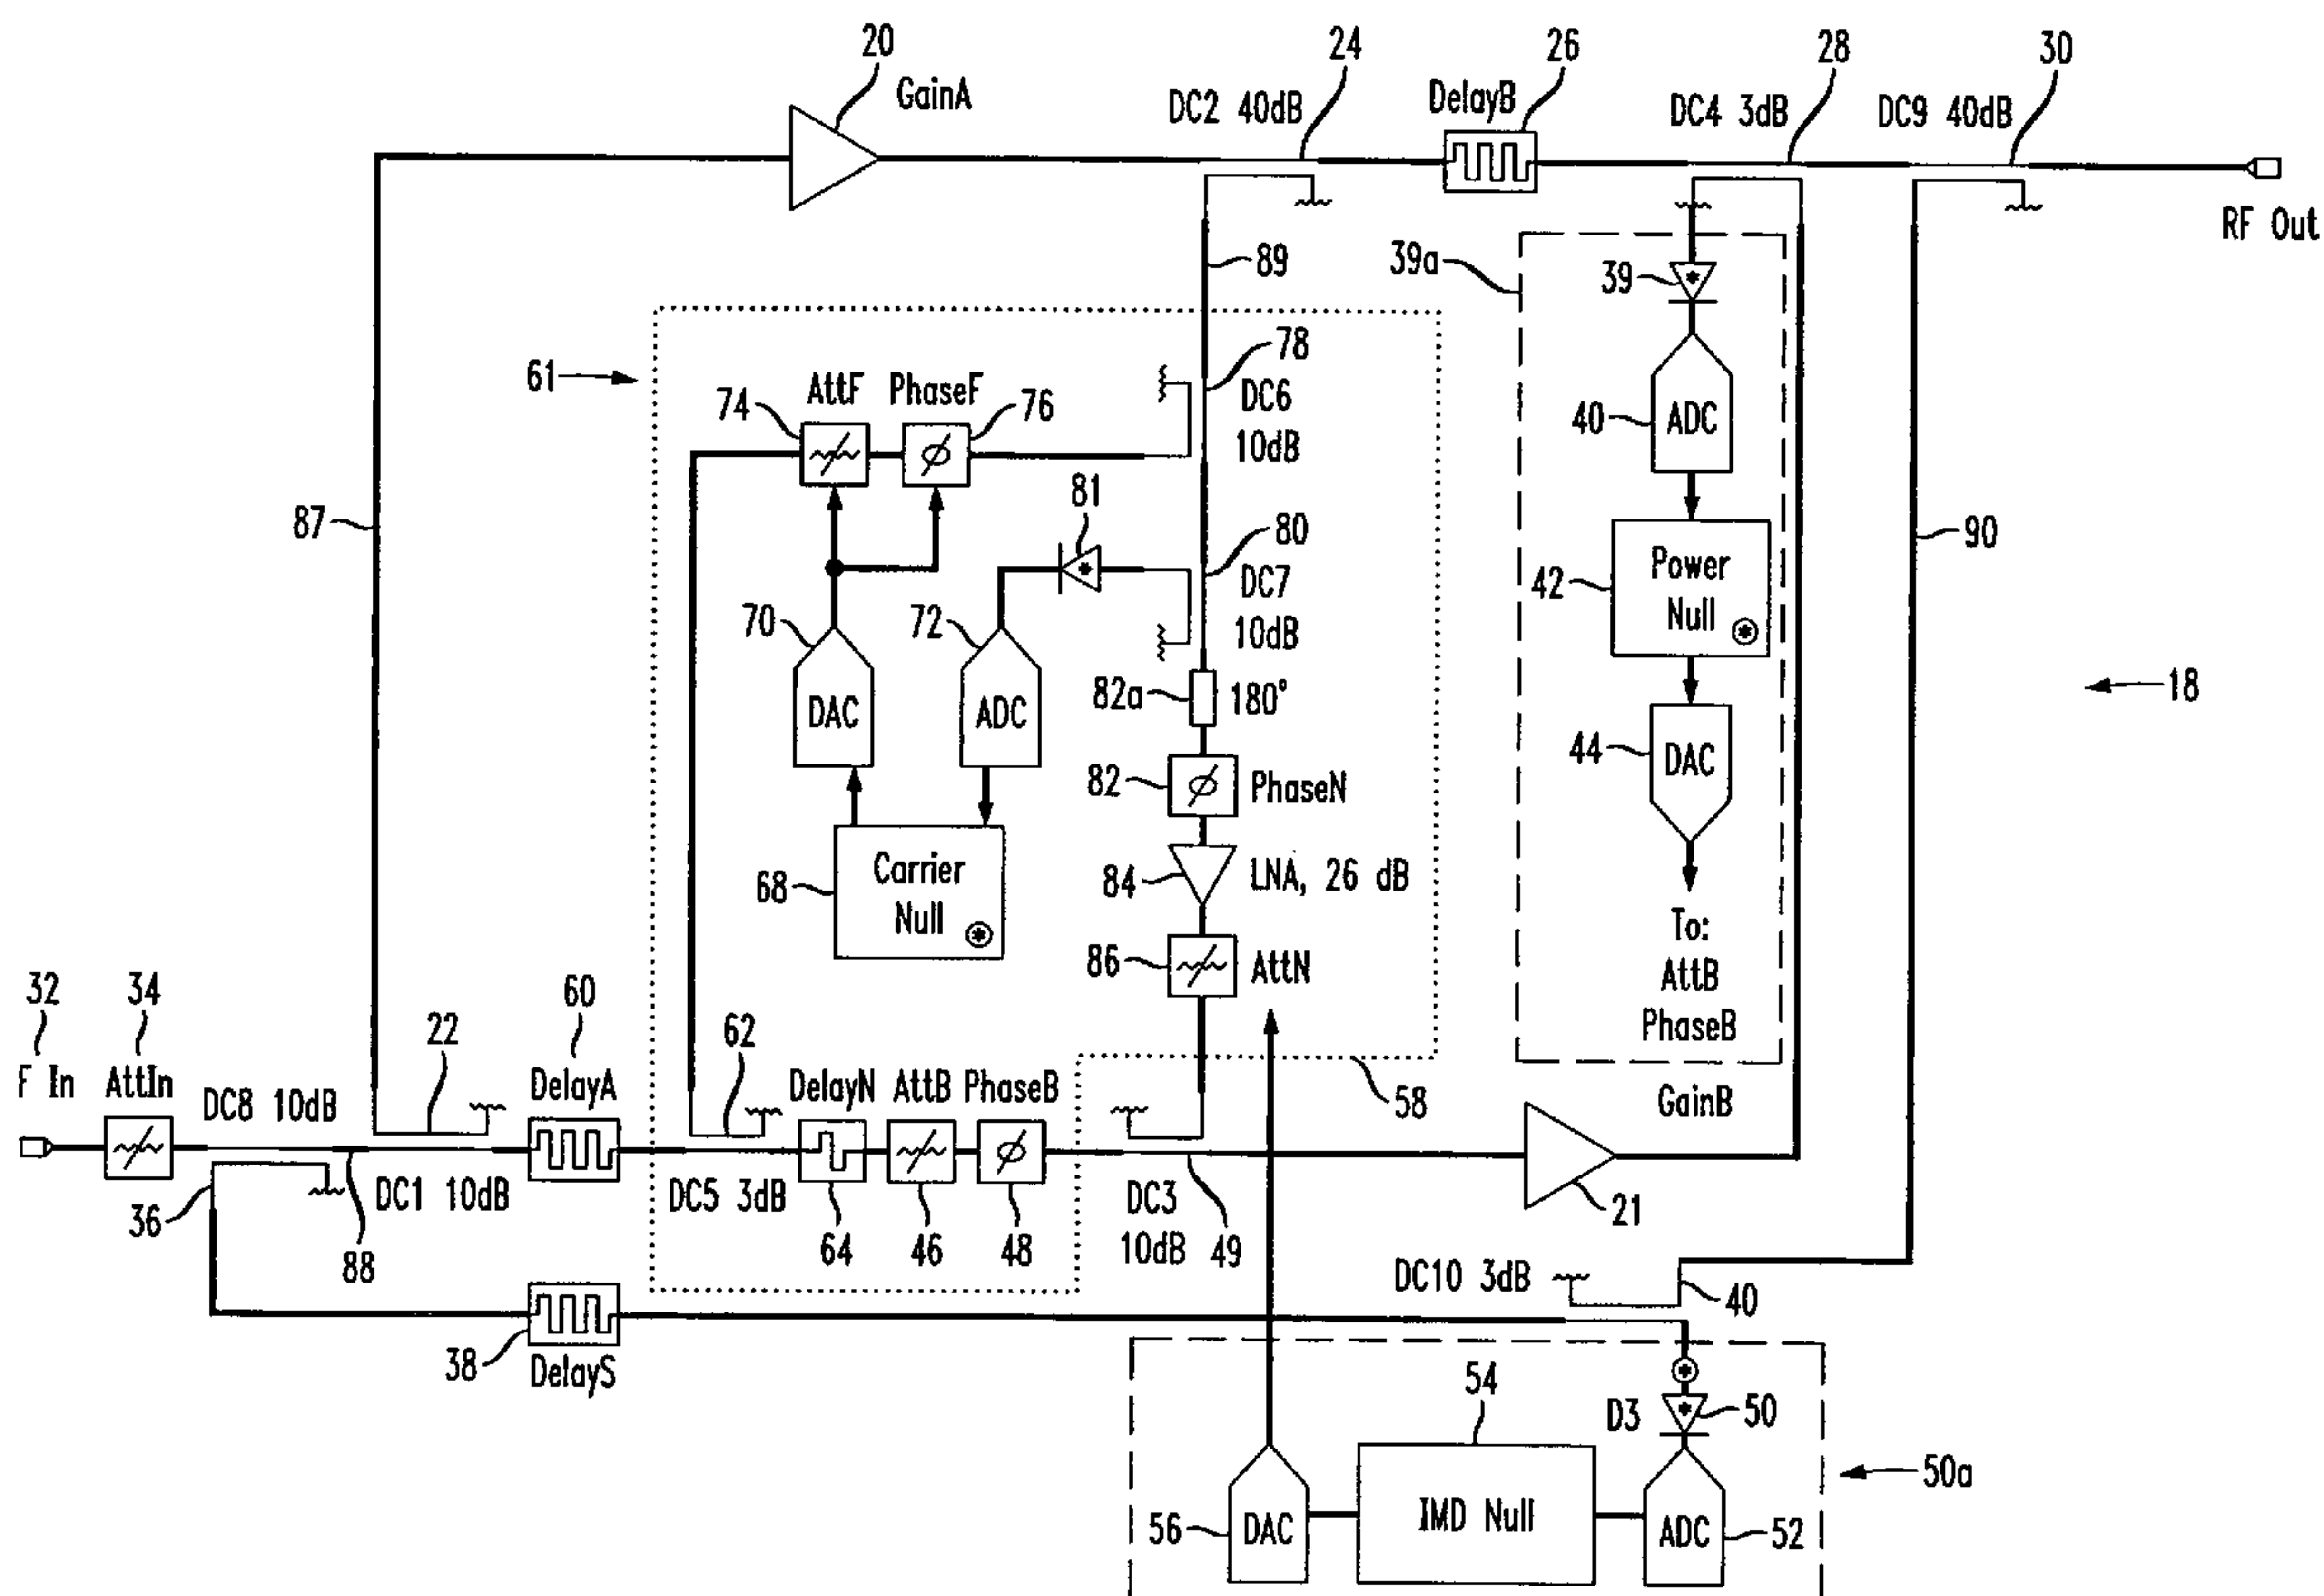 20
GainA
24
DC2 40dB
26
DelayB
28
DC4 3dB
30
DC9 40dB
RF Out
89
39a
39
61
78
DC6
10dB
74
AttF
PhaseF
76
40
ADC
87
81
80
DC7
10dB
42
Power
Null
*
90
70
DAC
72
ADC
82a
180°
18
44
DAC
82
ϕ
PhaseN
68
Carrier
Null
*
84
LNA, 26 dB
To:
AttB
PhaseB
86
AttN
32
F In
34
AttIn
DC8 10dB
22
60
DelayA
62
DelayN
AttB
PhaseB
58
GainB
36
88
DC1 10dB
DC5 3dB
64
46
48
DC3
10dB
49
21
38
DelayS
DC10 3dB
40
54
D3
50
50a
56
DAC
IMD Null
ADC
52